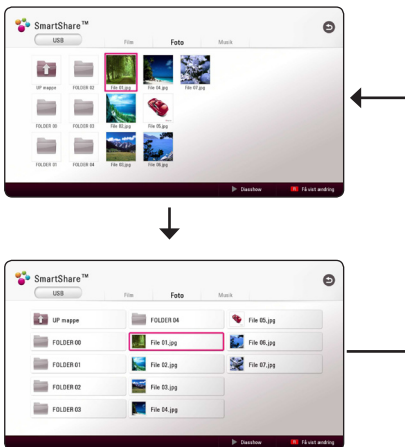 SmartShare™
USB Film Foto Musik
UP mappe FOLDER 02 File 01.jpg File 04.jpg File 07.jpg
FOLDER 00 FOLDER 03 File 02.jpg File 05.jpg
FOLDER 01 FOLDER 04 File 03.jpg File 06.jpg
Diasshow Få vist ændring
SmartShare™
USB Film Foto Musik
UP mappe FOLDER 04 File 05.jpg
FOLDER 00 File 01.jpg File 06.jpg
FOLDER 01 File 02.jpg File 07.jpg
FOLDER 02 File 03.jpg
FOLDER 03 File 04.jpg
Diasshow Få vist ændring